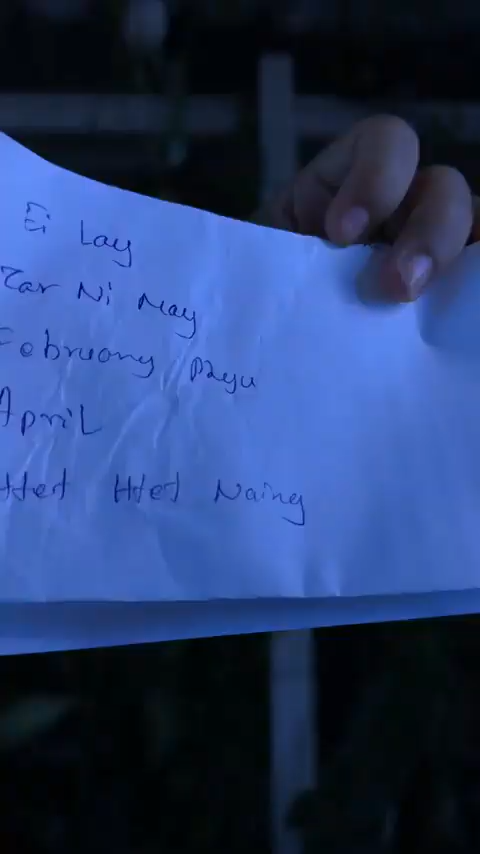 Ei Lay
Zar Ni May
February Phyu
April
Htet Htet Naing